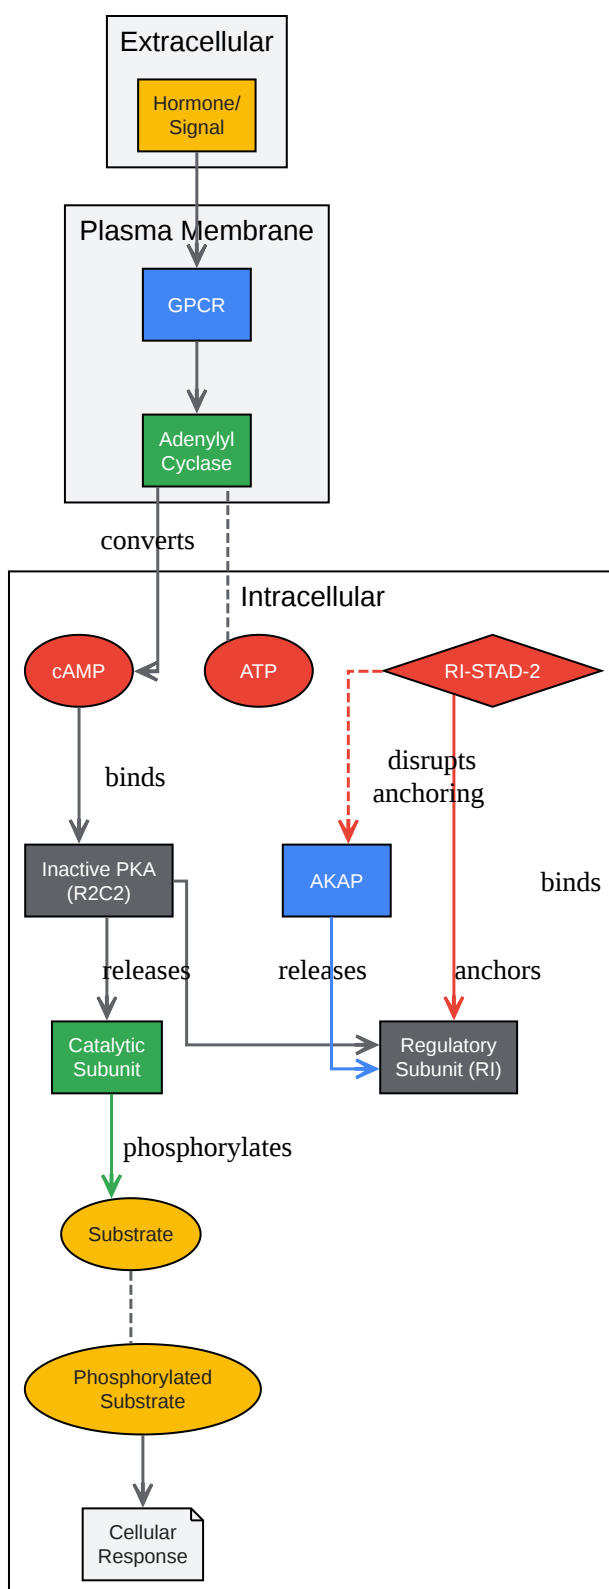 Extracellular
Hormone/
Signal
Plasma Membrane
GPCR
Adenylyl
Cyclase
converts
Intracellular
cAMP
ATP
RI-STAD-2
binds
disrupts
anchoring
Inactive PKA
(R2C2)
AKAP
binds
releases
releases
anchors
Catalytic
Subunit
Regulatory
Subunit (RI)
phosphorylates
Substrate
Phosphorylated
Substrate
Cellular
Response